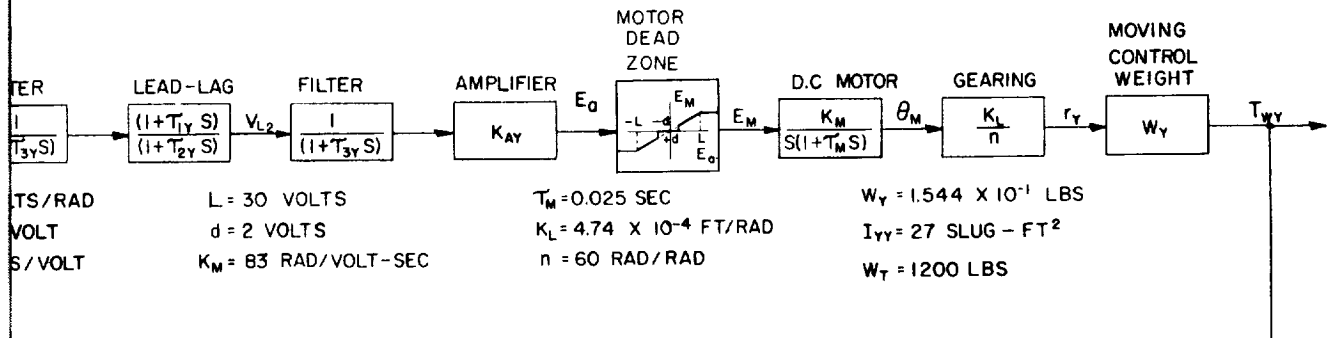 MOTOR
DEAD
ZONE
MOVING
CONTROL
WEIGHT
TER
LEAD-LAG
FILTER
AMPLIFIER
D.C MOTOR
GEARING
1
T3YS)
(1+T1YS)
(1+T2YS)
VL2
1
(1+T3YS)
KAY
Ea
EM
-L
-d
+d
L
Ea
EM
KM
S(1+TMS)
θM
KL
n
rY
WY
TWY
LTS/RAD
L = 30 VOLTS
TM = 0.025 SEC
WY = 1.544 X 10⁻¹ LBS
VOLT
d = 2 VOLTS
KL = 4.74 X 10⁻⁴ FT/RAD
IYY = 27 SLUG-FT²
S/VOLT
KM = 83 RAD/VOLT-SEC
n = 60 RAD/RAD
WT = 1200 LBS